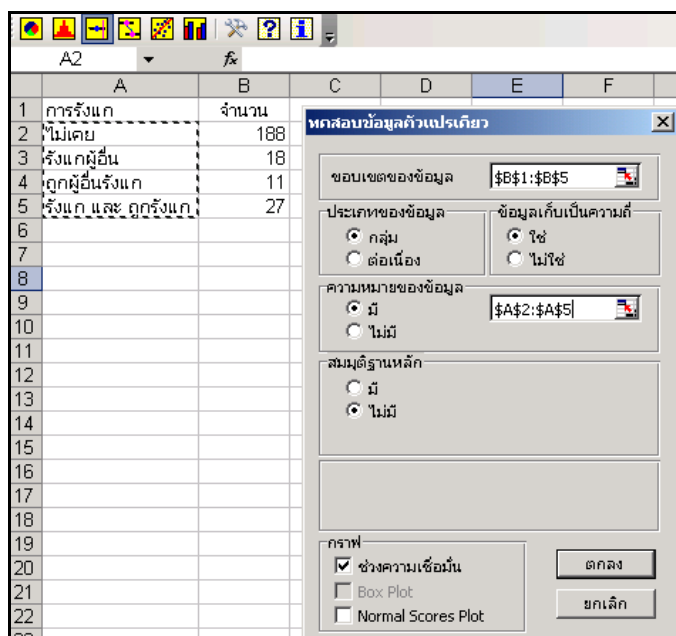 A2 fx
A B C D E F
1 การรังแก จำนวน
2 ไม่เคย 188
3 รังแกผู้อื่น 18
4 ถูกผู้อื่นรังแก 11
5 รังแก และ ถูกรังแก 27
6
7
8
9
10
11
12
13
14
15
16
17
18
19
20
21
22
ทดสอบข้อมูลตัวแปรเดียว
ขอบเขตของข้อมูล $B$1:$B$5
ประเภทของข้อมูล ข้อมูลเก็บเป็นความถี่
กลุ่ม ใช่
ต่อเนื่อง ไม่ใช่
ความหมายของข้อมูล
มี $A$2:$A$5
ไม่มี
สมมุติฐานหลัก
มี
ไม่มี
กราฟ
ช่วงความเชื่อมั่น ตกลง
Box Plot
Normal Scores Plot ยกเลิก